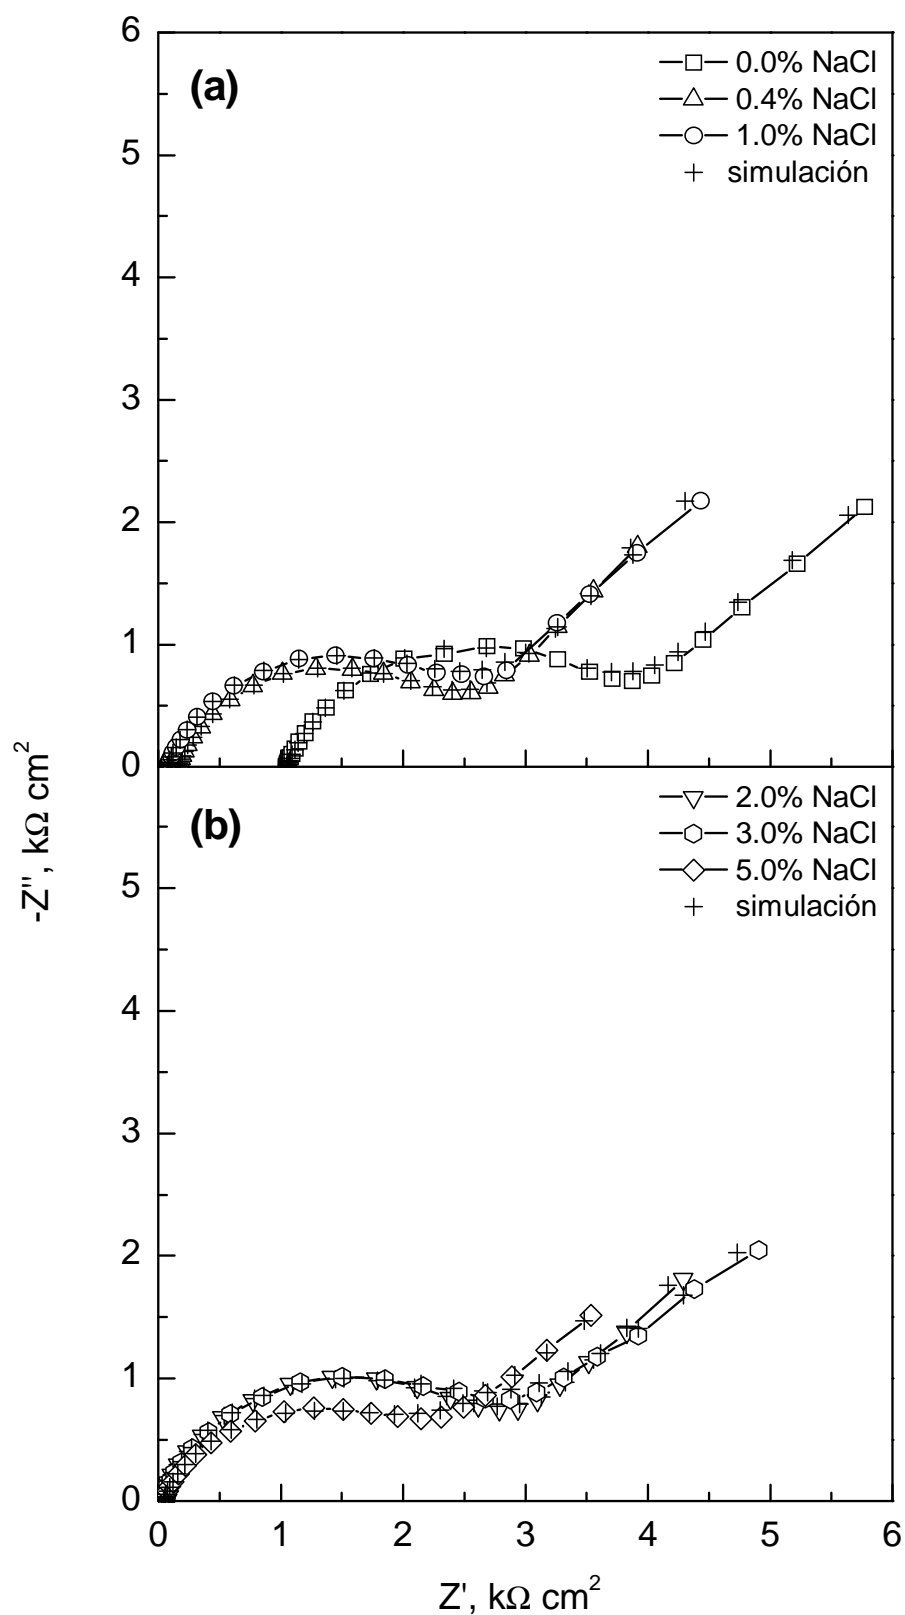 6
(a)
0.0% NaCl
0.4% NaCl
1.0% NaCl
simulación
5
4
3
2
1
0
(b)
2.0% NaCl
3.0% NaCl
5.0% NaCl
simulación
5
4
3
2
1
0
-Z'', kΩ cm²
0 1 2 3 4 5 6
Z', kΩ cm²